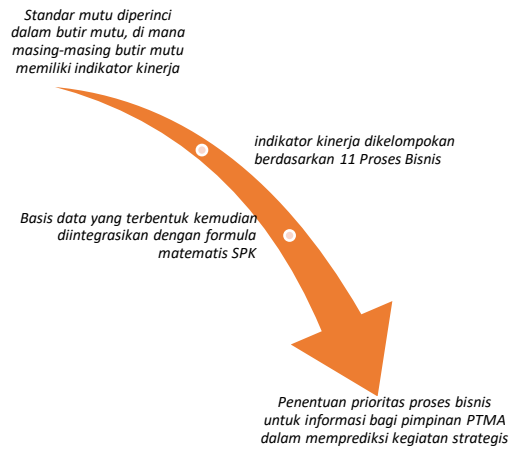 Standar mutu diperinci
dalam butir mutu, di mana
masing-masing butir mutu
memiliki indikator kinerja
indikator kinerja dikelompokan
berdasarkan 11 Proses Bisnis
Basis data yang terbentuk kemudian
diintegrasikan dengan formula
matematis SPK
Penentuan prioritas proses bisnis
untuk informasi bagi pimpinan PTMA
dalam memprediksi kegiatan strategis